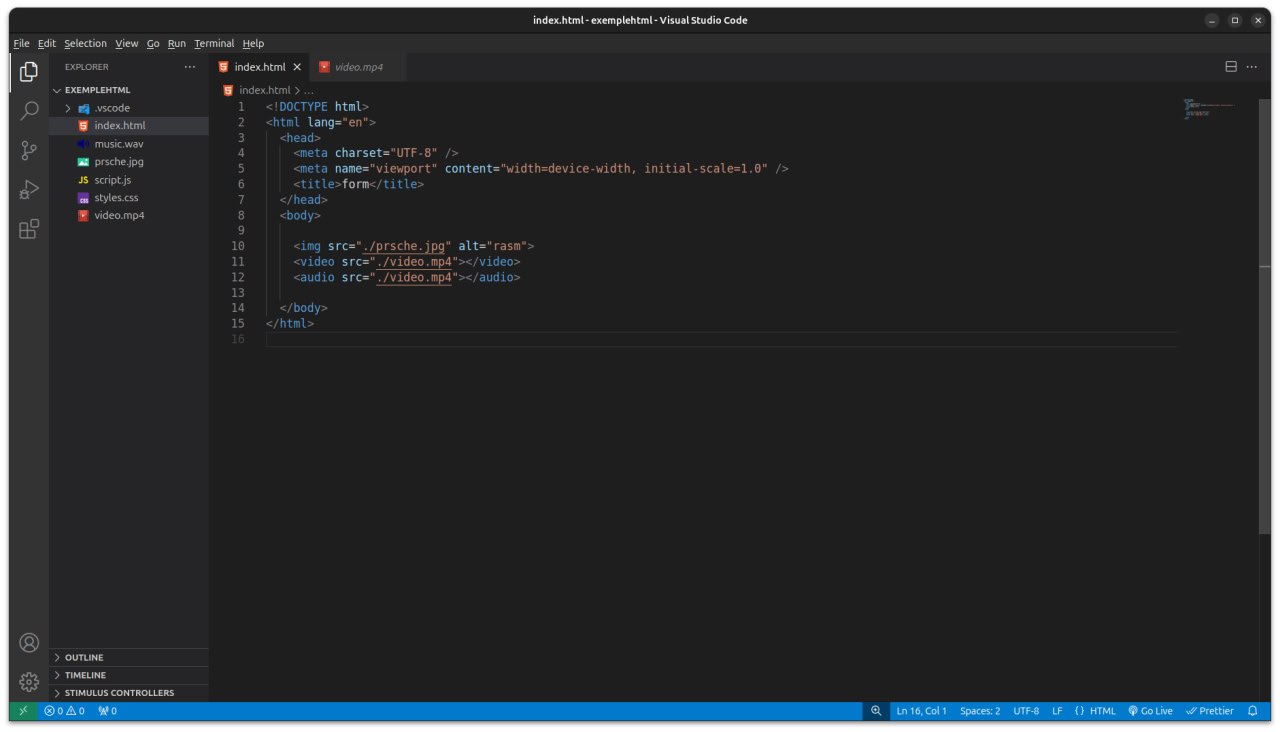 index.html - exemplehtml - Visual Studio Code
File Edit Selection View Go Run Terminal Help
EXPLORER
index.html
video.mp4
EXEMPLEHTML
.vscode
index.html
music.wav
prsche.jpg
script.js
styles.css
video.mp4
index.html > ...
1 <!DOCTYPE html>
2 <html lang="en">
3 <head>
4 <meta charset="UTF-8" />
5 <meta name="viewport" content="width=device-width, initial-scale=1.0" />
6 <title>form</title>
7 </head>
8 <body>
9
10 <img src="./prsche.jpg" alt="rasm">
11 <video src="./video.mp4"></video>
12 <audio src="./video.mp4"></audio>
13
14 </body>
15 </html>
16
OUTLINE
TIMELINE
STIMULUS CONTROLLERS
0 0 0 Ln 16, Col 1 Spaces: 2 UTF-8 LF {} HTML Go Live Prettier